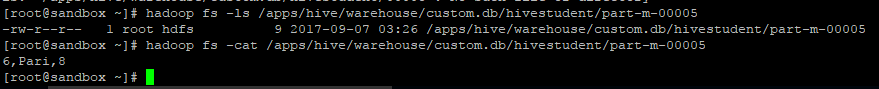 [root@sandbox ~]# hadoop fs -ls /apps/hive/warehouse/custom.db/hivestudent/part-m-00005
-rw-r--r-- 1 root hdfs 9 2017-09-07 03:26 /apps/hive/warehouse/custom.db/hivestudent/part-m-00005
[root@sandbox ~]# hadoop fs -cat /apps/hive/warehouse/custom.db/hivestudent/part-m-00005
6,Pari,8
[root@sandbox ~]#